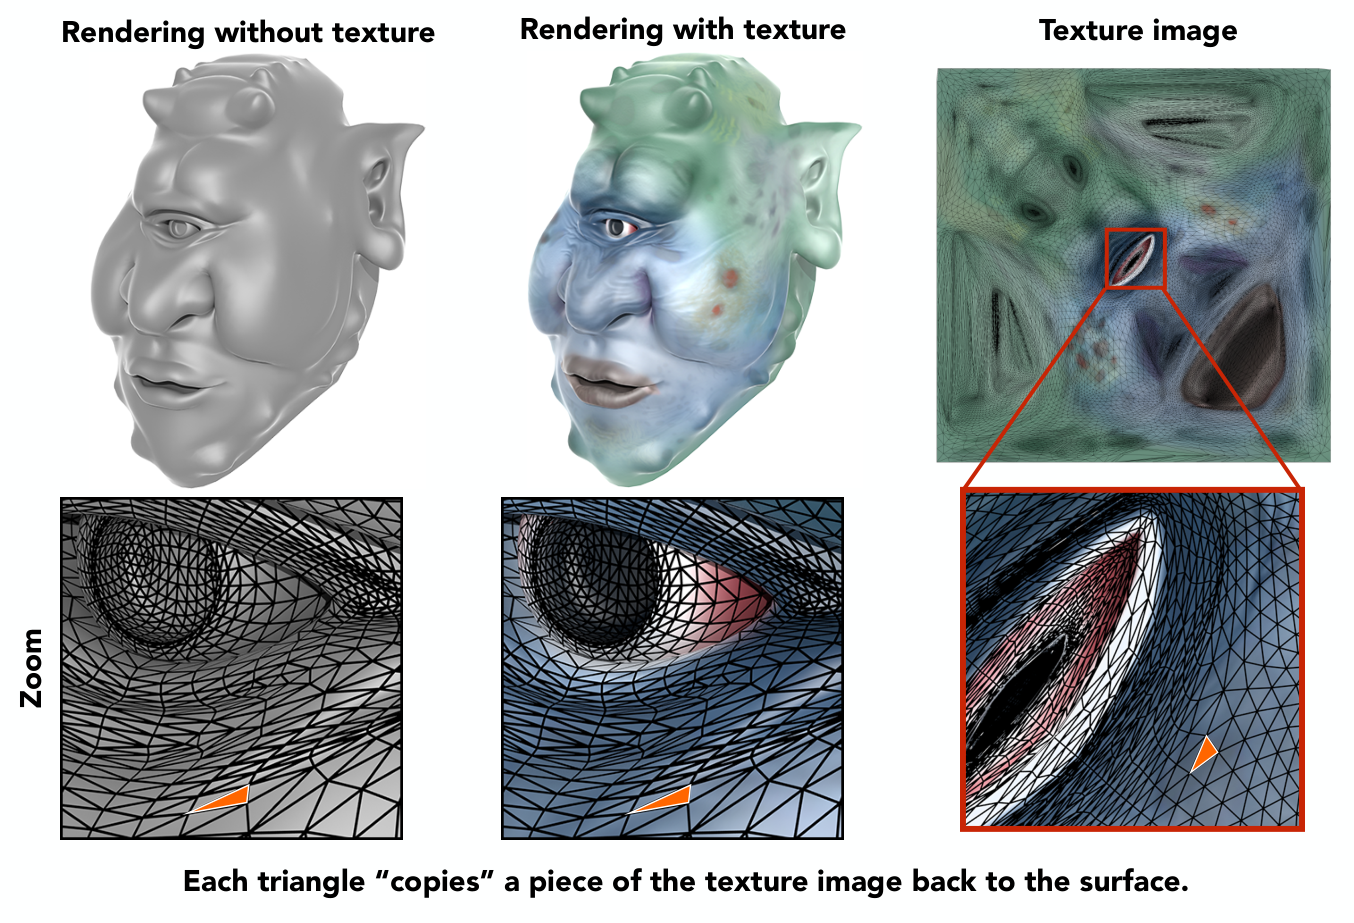 Rendering without texture
Rendering with texture
Texture image
Zoom
Each triangle “copies” a piece of the texture image back to the surface.